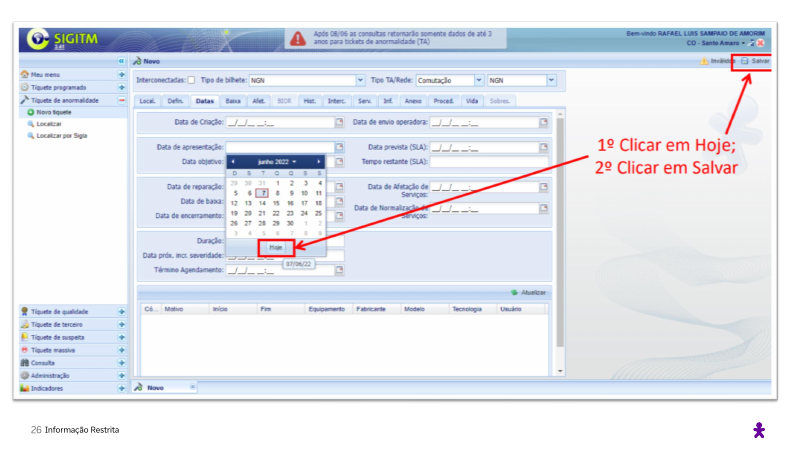 SIGITM
3.41
Após 08/06 as consultas retornarão somente dados de até 3
anos para tickets de anormalidade (TA)
Bem-vindo RAFAEL LUIS SAMPAIO DE AMORIM
CO - Santo Amaro
Novo
Inválidos Salvar
Meu menu
Tíquete programado
Tíquete de anormalidade
Novo tíquete
Localizar
Localizar por Sigla
Interconectadas: Tipo de bilhete: NGN Tipo TA/Rede: Comutação NGN
Local. Defin. Datas Baixa Afet. BIOR Hist. Interc. Serv. Inf. Anexo Proced. Vida Sobres.
Data de Criação: __/__/__ __:__ Data de envio operadora: __/__/__ __:__
Data de apresentação: Data prevista (SLA): __/__/__ __:__
Data objetivo: Tempo restante (SLA):
junho 2022
D S T Q Q S S
29 30 31 1 2 3 4
5 6 7 8 9 10 11
12 13 14 15 16 17 18
19 20 21 22 23 24 25
26 27 28 29 30 1 2
3 4 5 6 7 8 9
Hoje
07/06/22
Data de reparação: Data de Afetação de Serviços: __/__/__ __:__
Data de baixa:
Data de encerramento: Data de Normalização de Serviços: __/__/__ __:__
Duração:
Data próx. incr. severidade: __/__/__ __:__
Término Agendamento: __/__/__ __:__
1º Clicar em Hoje;
2º Clicar em Salvar
Atualizar
Có... Motivo Início Fim Equipamento Fabricante Modelo Tecnologia Usuário
Tíquete de qualidade
Tíquete de terceiro
Tíquete de suspeita
Tíquete massiva
Consulta
Administração
Indicadores
Novo
26 Informação Restrita